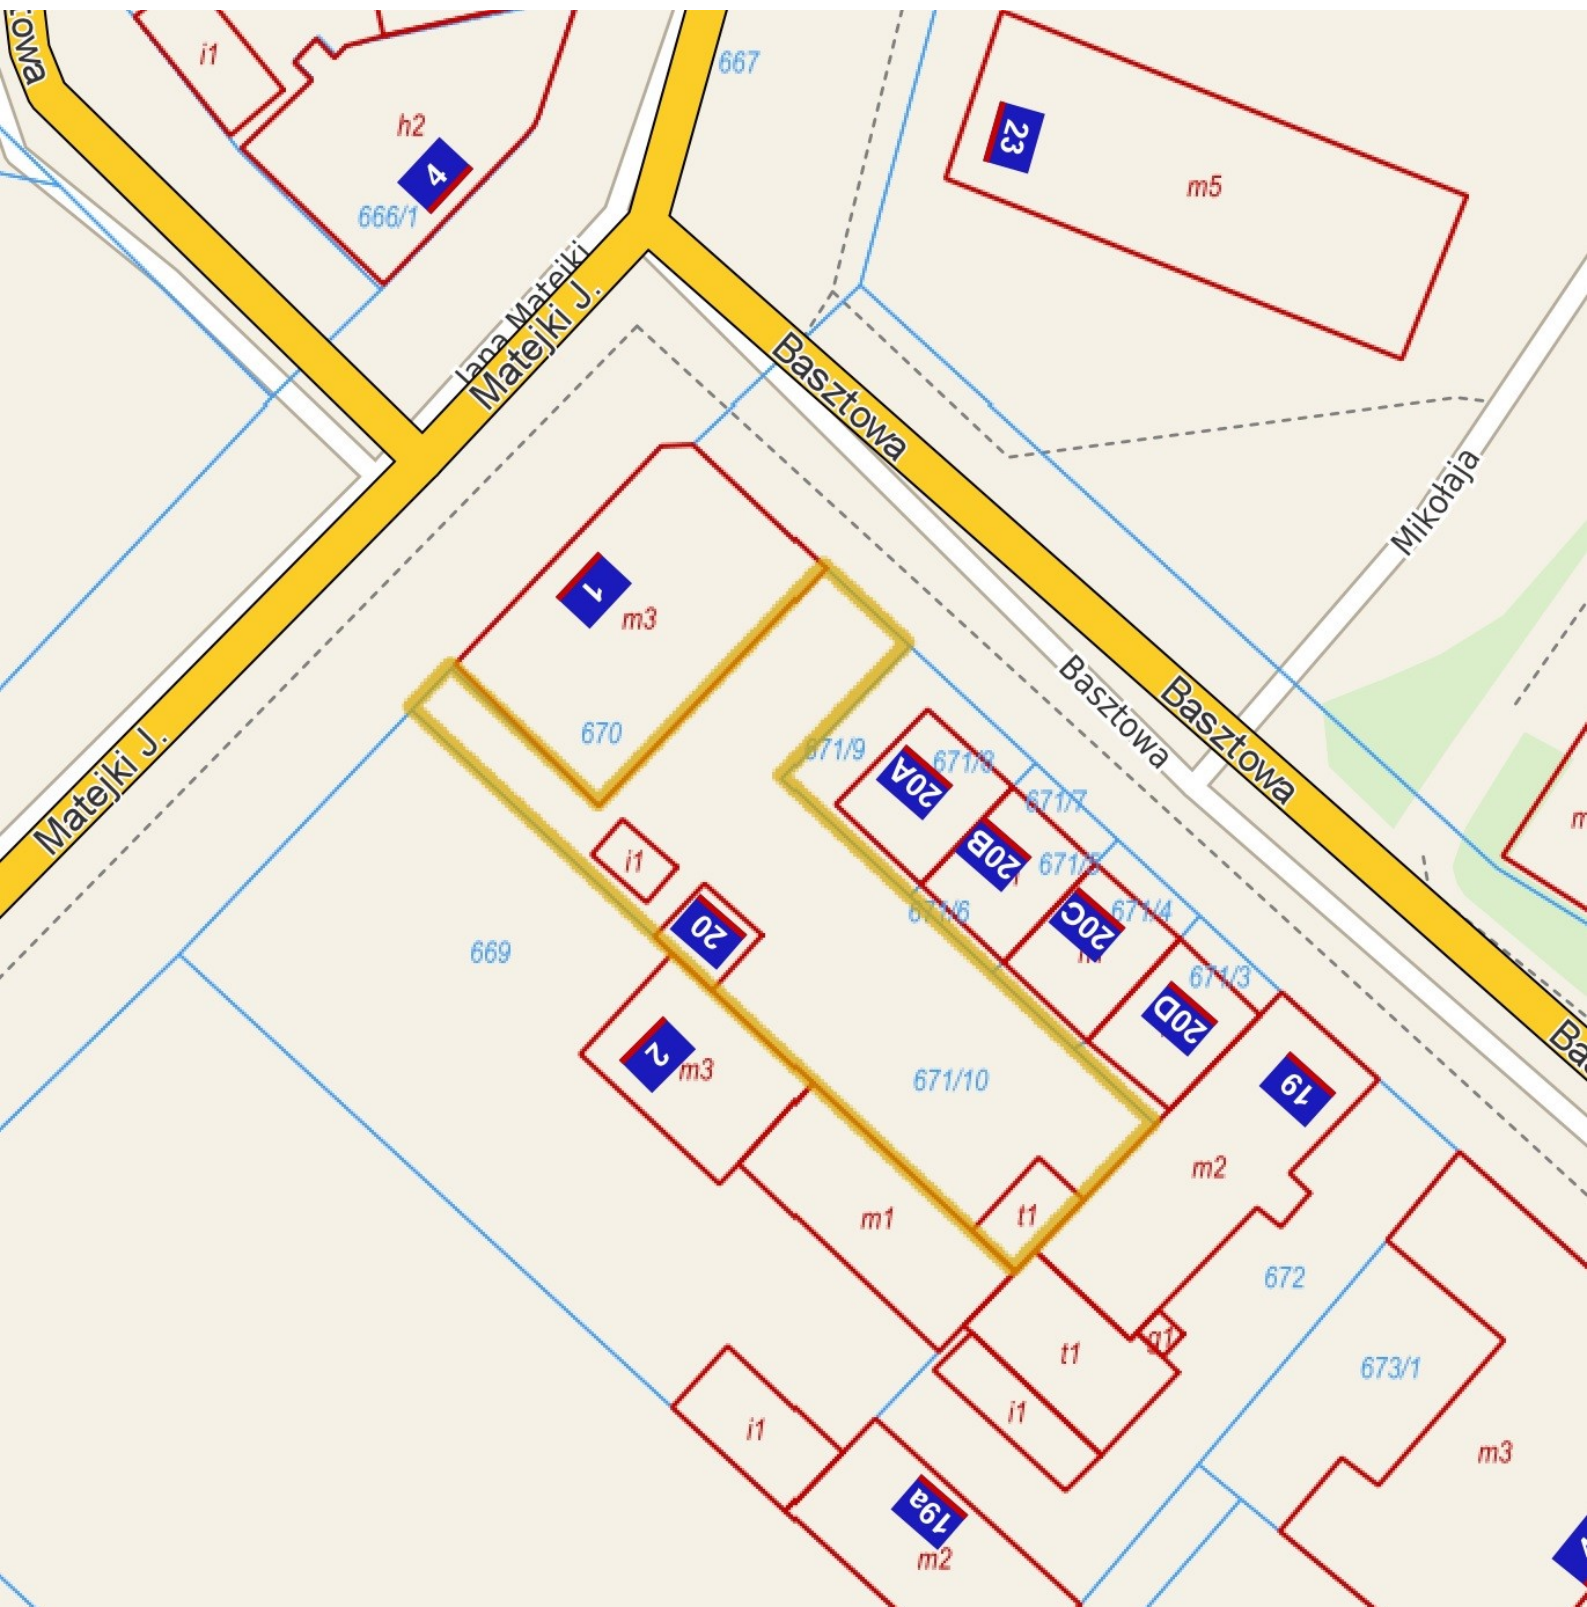 i1
h2
4
666/1
667
23
m5
Jana Matejki
Matejki J.
Basztowa
Mikołaja
1
m3
670
Matejki J.
Basztowa
Basztowa
671/9
20A
671/8
671/7
20B
671/5
671/6
20C
671/4
671/3
20D
i1
20
669
2
m3
671/10
19
m2
t1
m1
672
t1
g1
i1
673/1
i1
m3
19a
m2